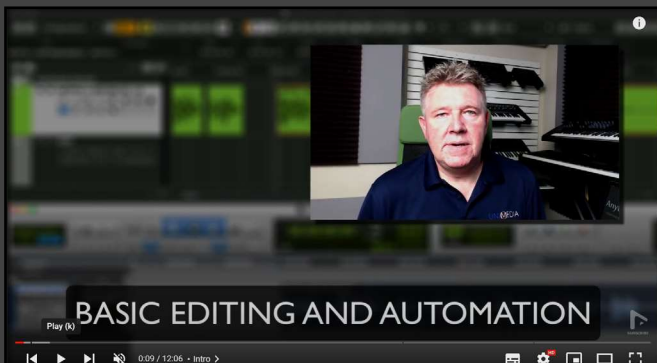 BASIC EDITING AND AUTOMATION
Play (k)
0:09 / 12:06 • Intro